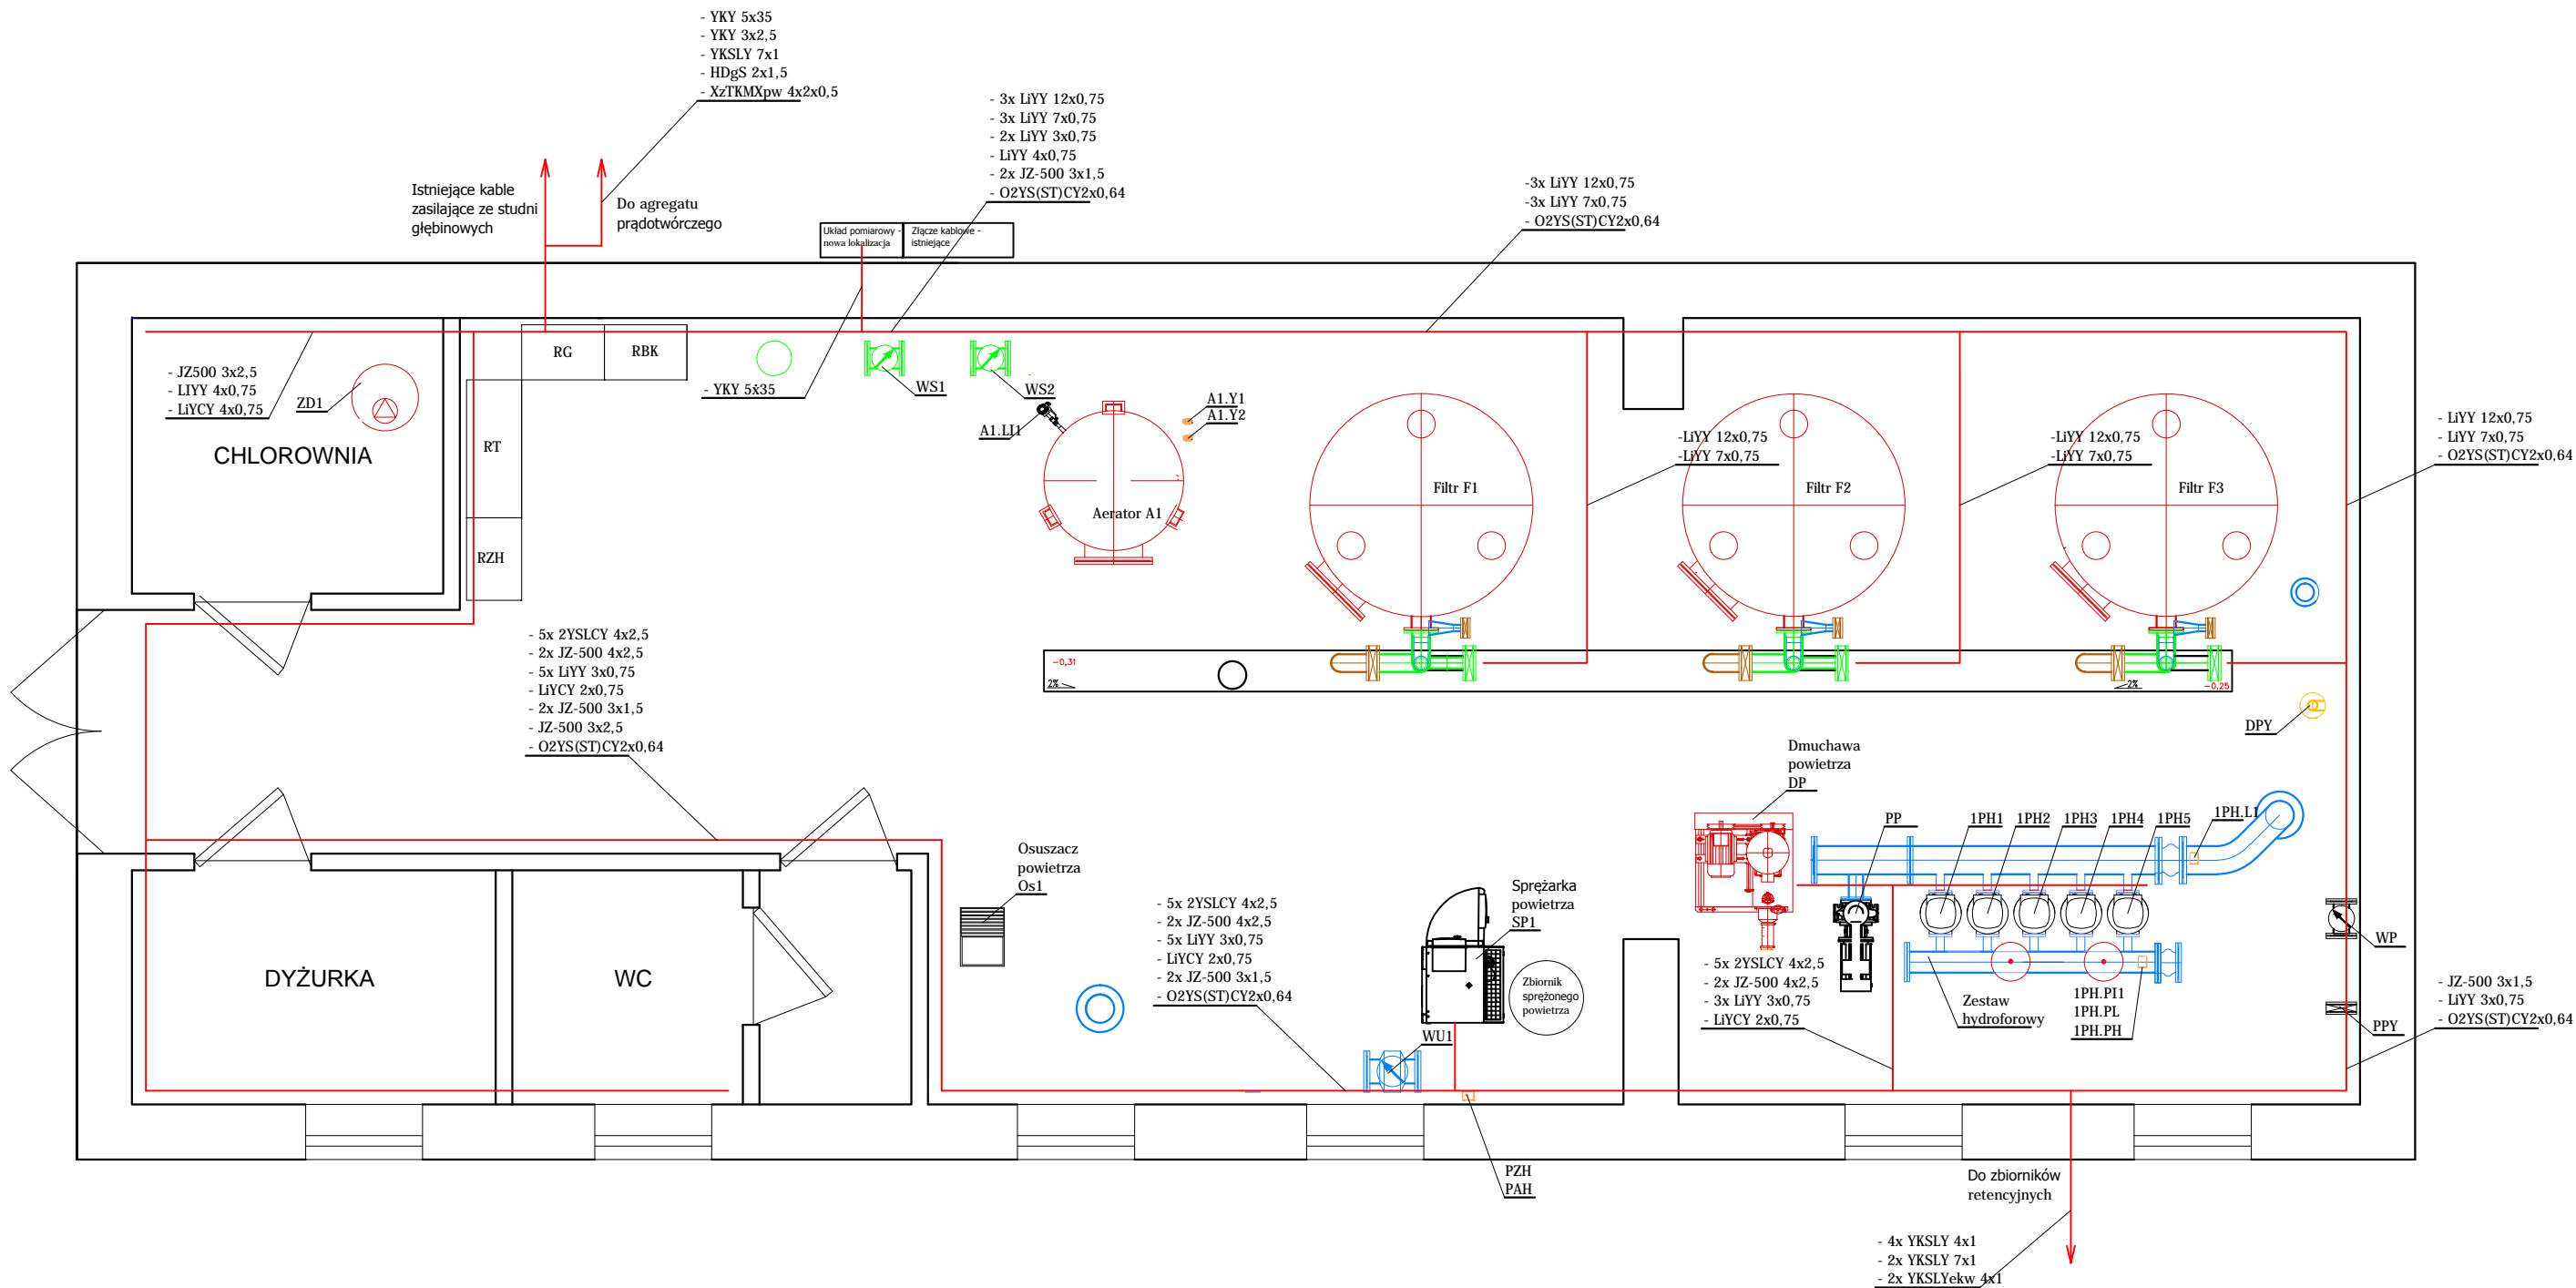 - YKY 5x35
- YKY 3x2,5
- YKSLY 7x1
- HDgS 2x1,5
- XzTKMXpw 4x2x0,5
- 3x LiYY 12x0,75
- 3x LiYY 7x0,75
- 2x LiYY 3x0,75
- LiYY 4x0,75
- 2x JZ-500 3x1,5
- O2YS(ST)CY2x0,64
-3x LiYY 12x0,75
-3x LiYY 7x0,75
- O2YS(ST)CY2x0,64
Istniejące kable
zasilające ze studni
głębinowych
Do agregatu
prądotwórczego
Układ pomiarowy -
nowa lokalizacja
Złącze kablowe -
istniejące
- JZ500 3x2,5
- LIYY 4x0,75
- LiYCY 4x0,75
ZD1
CHLOROWNIA
RG
RBK
RT
RZH
- YKY 5x35
WS1
WS2
A1.LI1
A1.Y1
A1.Y2
Aerator A1
Filtr F1
-LiYY 12x0,75
-LiYY 7x0,75
Filtr F2
-LiYY 12x0,75
-LiYY 7x0,75
Filtr F3
- LiYY 12x0,75
- LiYY 7x0,75
- O2YS(ST)CY2x0,64
-0,31
2%
2%
-0,25
DPY
- 5x 2YSLCY 4x2,5
- 2x JZ-500 4x2,5
- 5x LiYY 3x0,75
- LiYCY 2x0,75
- 2x JZ-500 3x1,5
- JZ-500 3x2,5
- O2YS(ST)CY2x0,64
Dmuchawa
powietrza
DP
PP
1PH1
1PH2
1PH3
1PH4
1PH5
1PH.L1
Osuszacz
powietrza
Os1
DYŻURKA
WC
- 5x 2YSLCY 4x2,5
- 2x JZ-500 4x2,5
- 5x LiYY 3x0,75
- LiYCY 2x0,75
- 2x JZ-500 3x1,5
- O2YS(ST)CY2x0,64
Sprężarka
powietrza
SP1
Zbiornik
sprężonego
powietrza
WU1
- 5x 2YSLCY 4x2,5
- 2x JZ-500 4x2,5
- 3x LiYY 3x0,75
- LiYCY 2x0,75
Zestaw
hydroforowy
1PH.PI1
1PH.PL
1PH.PH
WP
PPY
- JZ-500 3x1,5
- LiYY 3x0,75
- O2YS(ST)CY2x0,64
PZH
PAH
Do zbiorników
retencyjnych
- 4x YKSLY 4x1
- 2x YKSLY 7x1
- 2x YKSLYekw 4x1